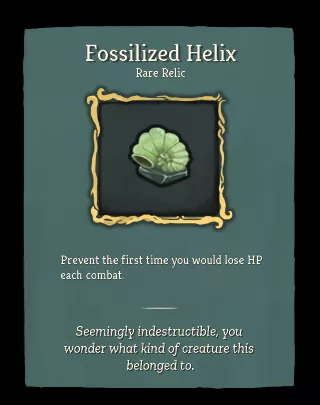 Fossilized Helix
Rare Relic
Prevent the first time you would lose HP
each combat.
Seemingly indestructible, you
wonder what kind of creature this
belonged to.